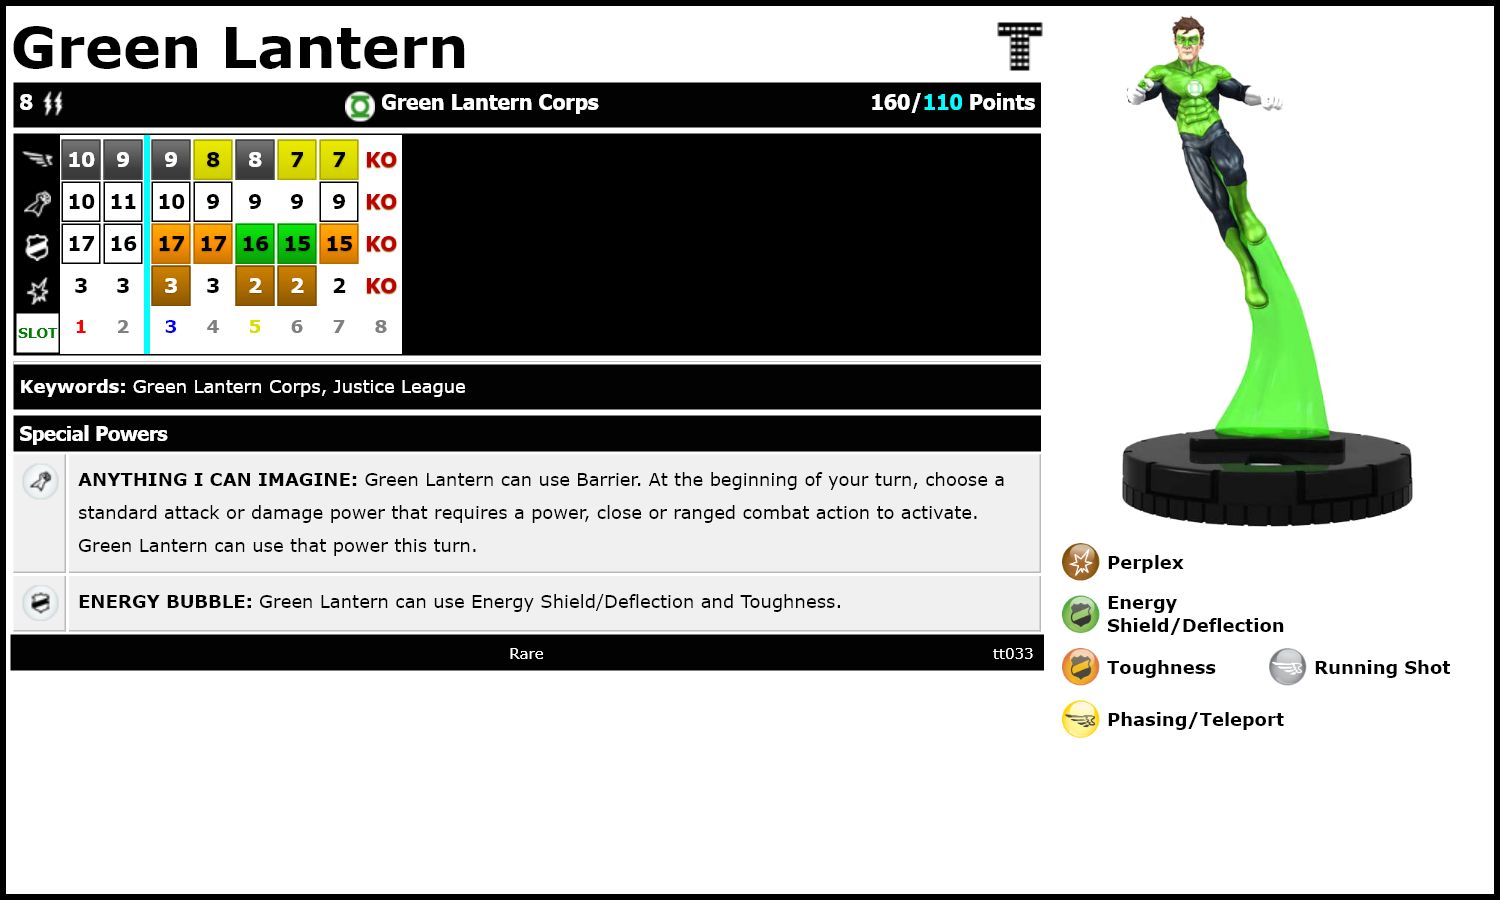 Green Lantern
T
8 Green Lantern Corps 160/110 Points
10 9 9 8 8 7 7 KO
10 11 10 9 9 9 9 KO
17 16 17 17 16 15 15 KO
3 3 3 3 2 2 2 KO
SLOT 1 2 3 4 5 6 7 8
Keywords: Green Lantern Corps, Justice League
Special Powers
ANYTHING I CAN IMAGINE: Green Lantern can use Barrier. At the beginning of your turn, choose a
standard attack or damage power that requires a power, close or ranged combat action to activate.
Green Lantern can use that power this turn.
ENERGY BUBBLE: Green Lantern can use Energy Shield/Deflection and Toughness.
Rare tt033
Perplex
Energy
Shield/Deflection
Toughness Running Shot
Phasing/Teleport